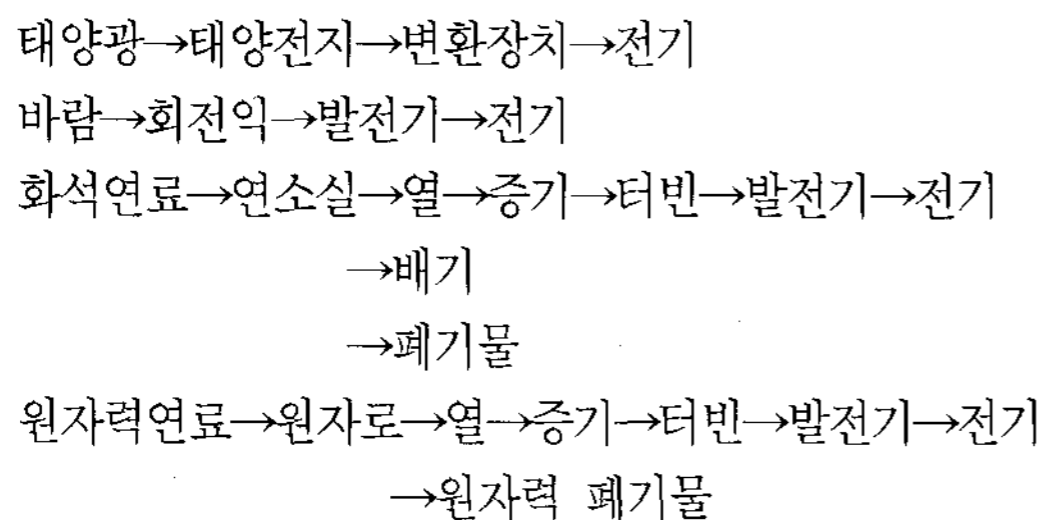 태양광→태양전지→변환장치→전기
바람→회전익→발전기→전기
화석연료→연소실→열→증기→터빈→발전기→전기
→배기
→폐기물
원자력연료→원자로→열→증기→터빈→발전기→전기
→원자력 폐기물